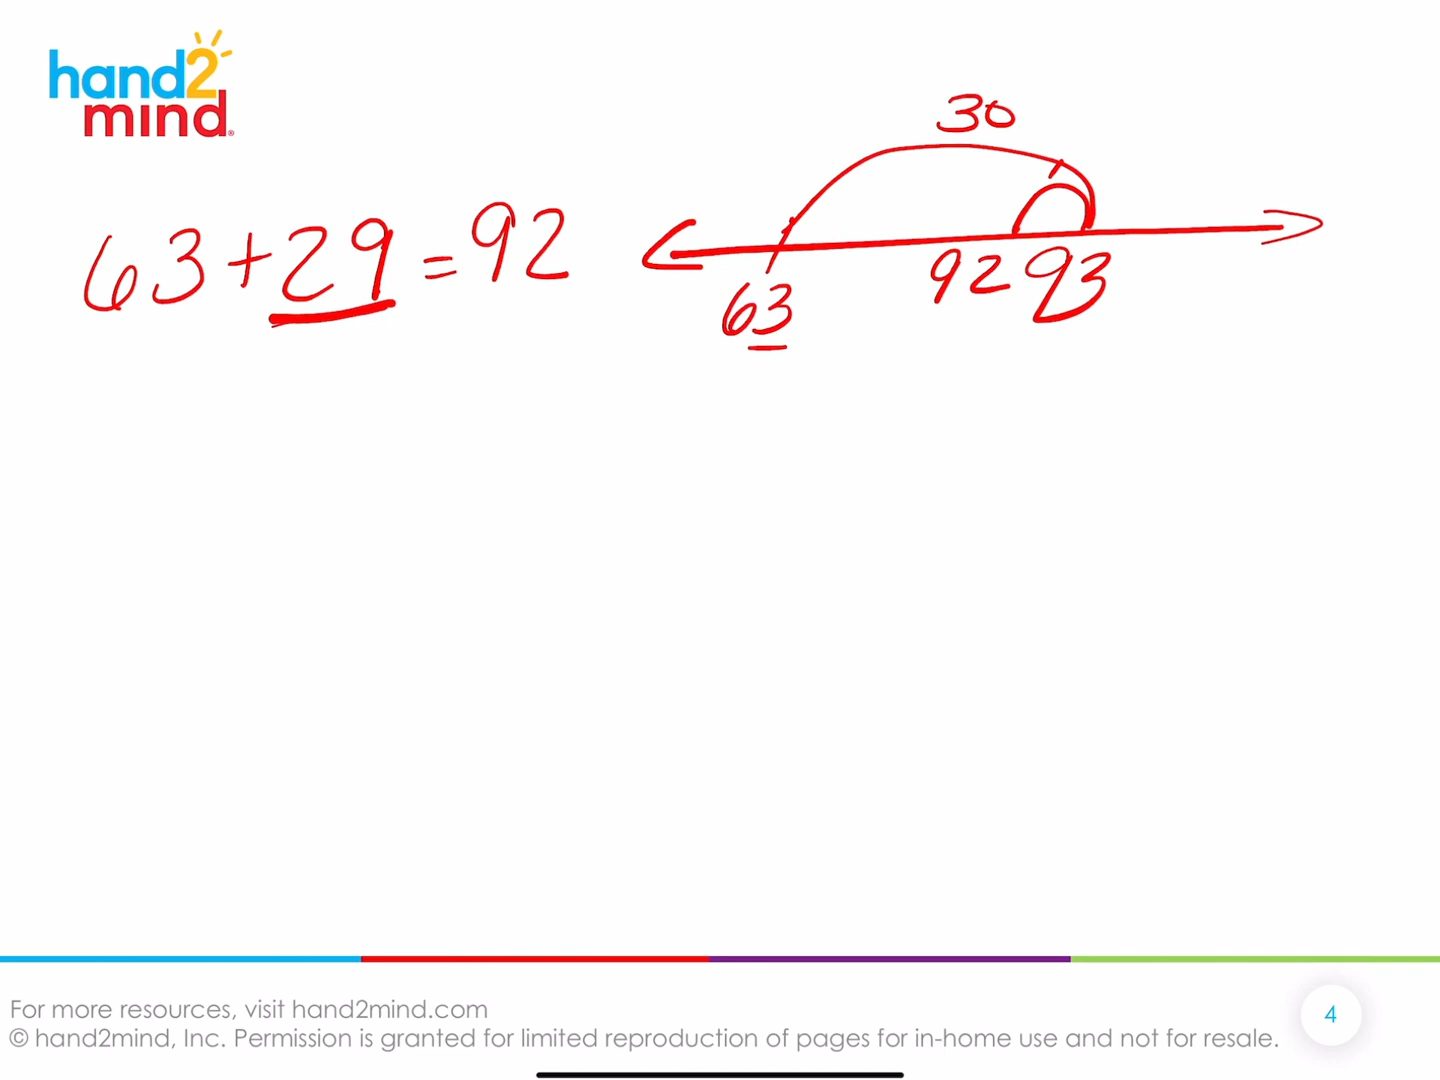 hand2
mind®
30
63+29=92
92 93
63
For more resources, visit hand2mind.com
© hand2mind, Inc. Permission is granted for limited reproduction of pages for in-home use and not for resale.
4